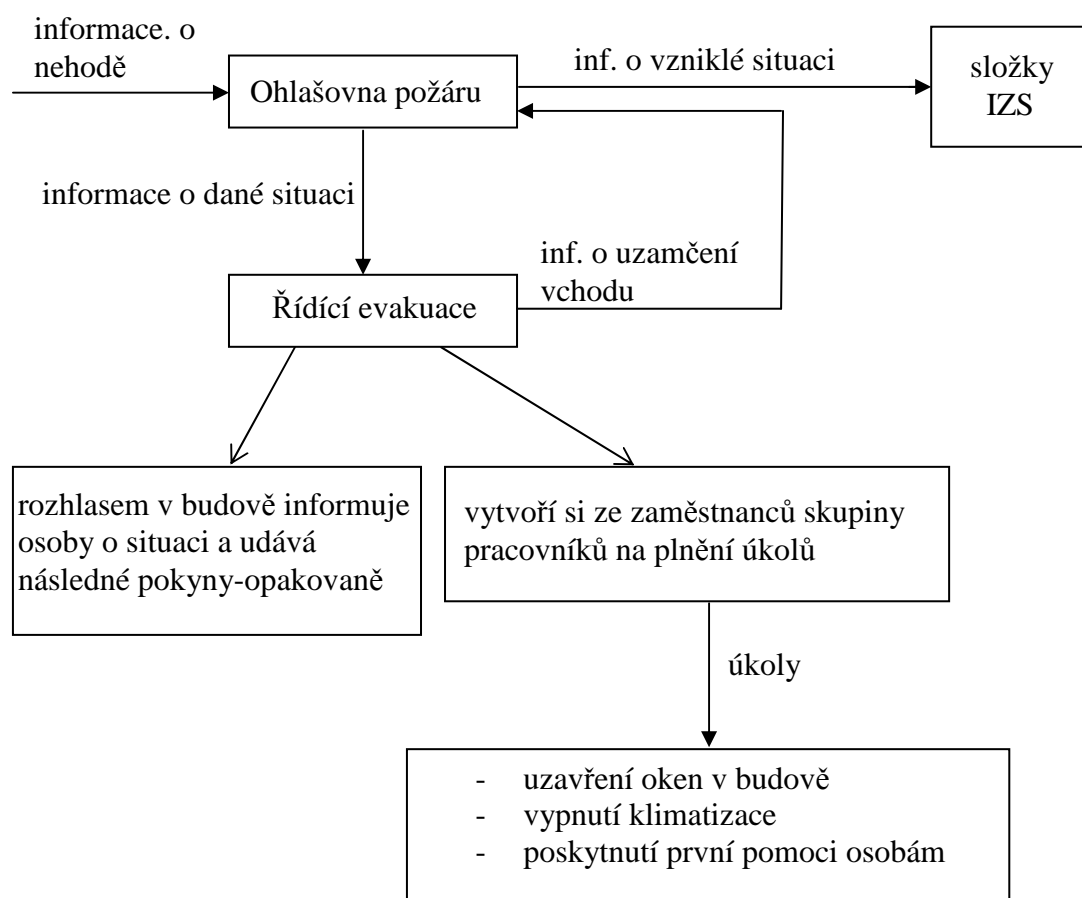 informace. o
nehodě
Ohlašovna požáru
inf. o vzniklé situaci
složky
IZS
informace o dané situaci
inf. o uzamčení
vchodu
Řídící evakuace
rozhlasem v budově informuje
osoby o situaci a udává
následné pokyny-opakovaně
vytvoří si ze zaměstnanců skupiny
pracovníků na plnění úkolů
úkoly
- uzavření oken v budově
- vypnutí klimatizace
- poskytnutí první pomoci osobám